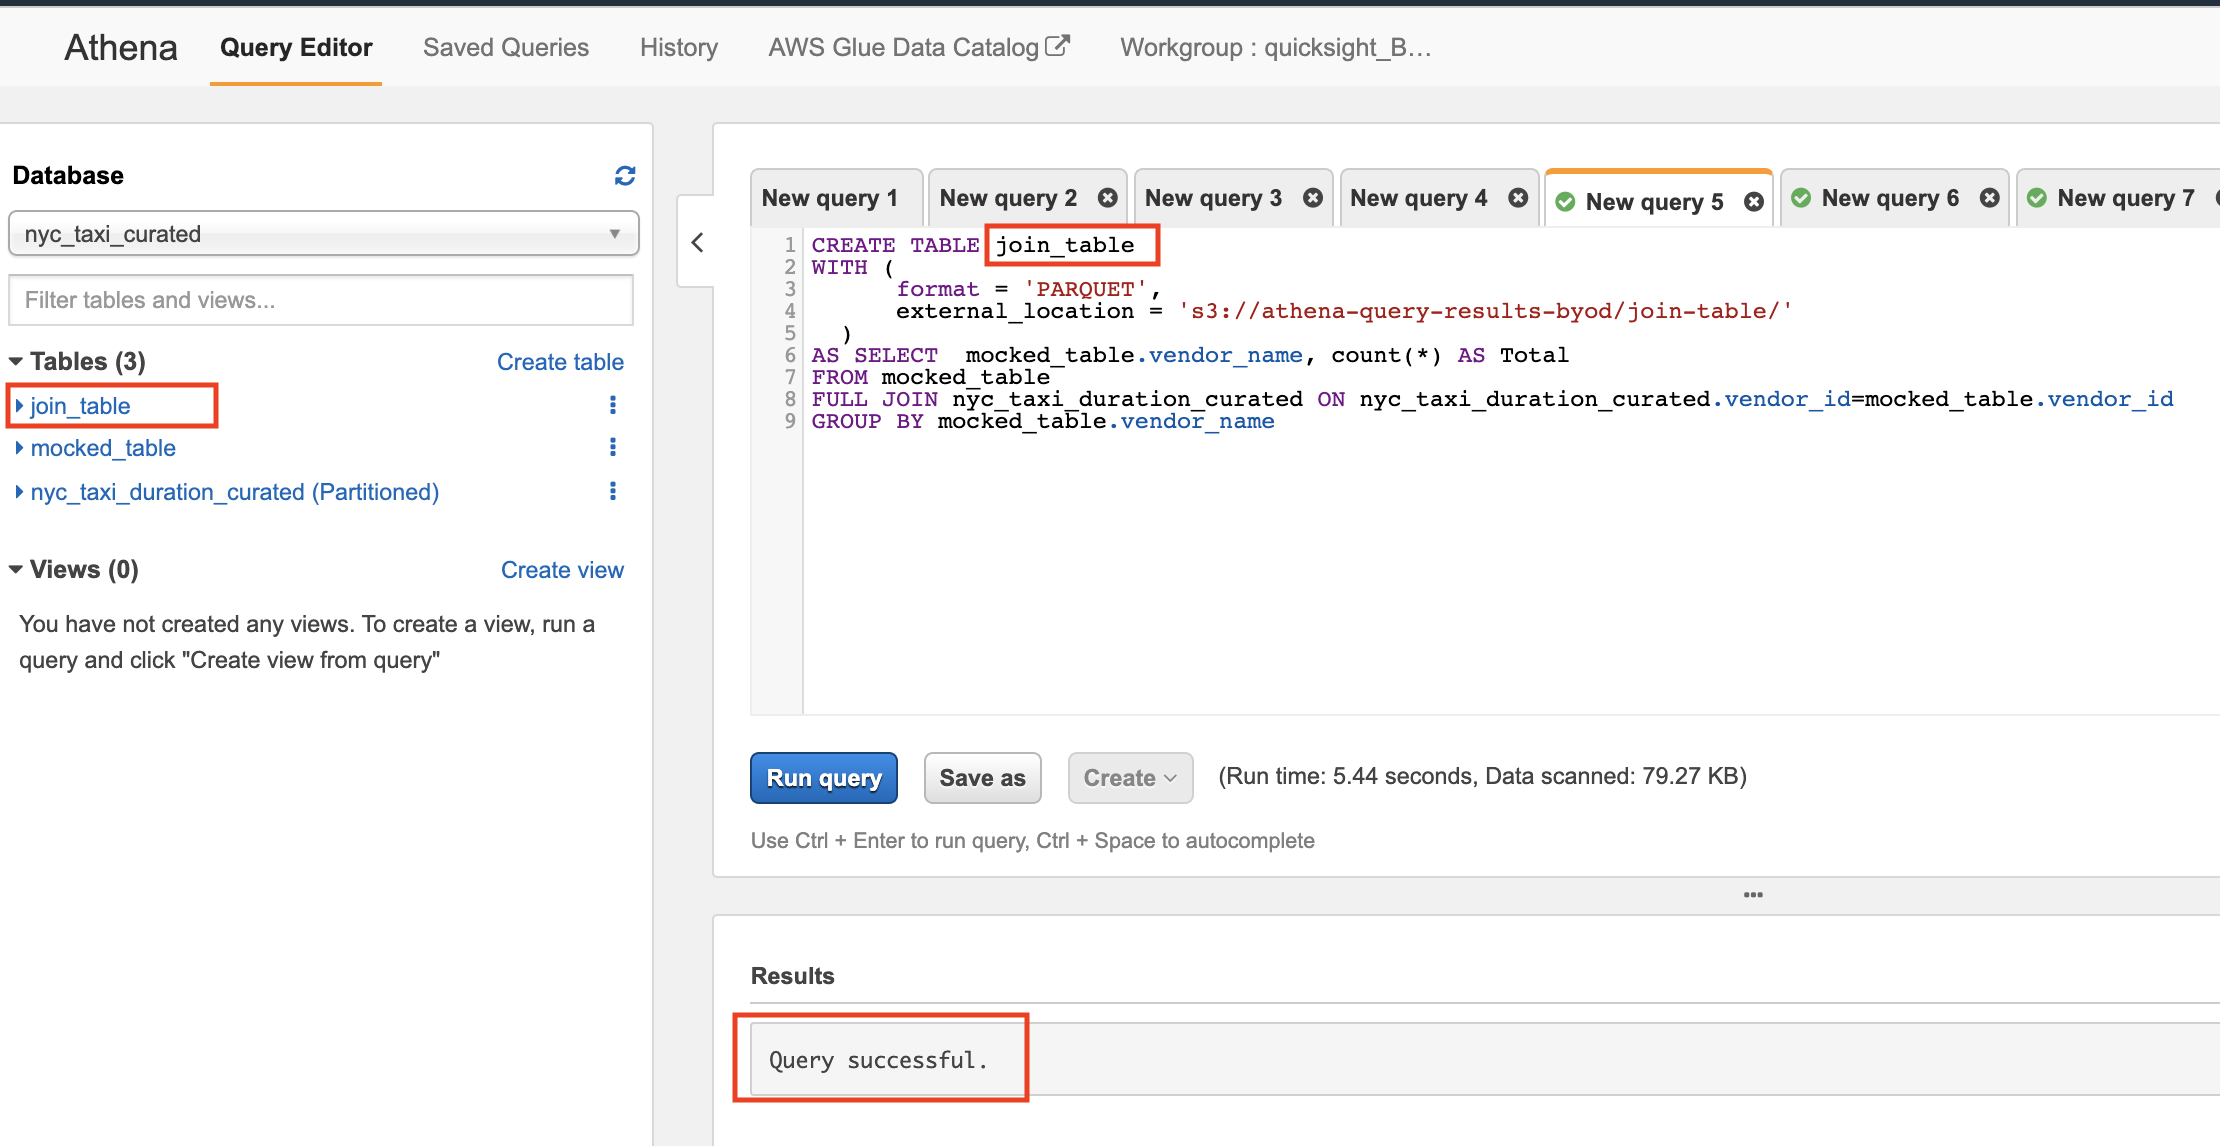 Athena Query Editor Saved Queries History AWS Glue Data Catalog Workgroup : quicksight_B...
Database
nyc_taxi_curated
Filter tables and views...
Tables (3) Create table
join_table
mocked_table
nyc_taxi_duration_curated (Partitioned)
Views (0) Create view
You have not created any views. To create a view, run a
query and click "Create view from query"
New query 1 New query 2 New query 3 New query 4 New query 5 New query 6 New query 7
1 CREATE TABLE join_table
2 WITH (
3 format = 'PARQUET',
4 external_location = 's3://athena-query-results-byod/join-table/'
5 )
6 AS SELECT mocked_table.vendor_name, count(*) AS Total
7 FROM mocked_table
8 FULL JOIN nyc_taxi_duration_curated ON nyc_taxi_duration_curated.vendor_id=mocked_table.vendor_id
9 GROUP BY mocked_table.vendor_name
Run query Save as Create (Run time: 5.44 seconds, Data scanned: 79.27 KB)
Use Ctrl + Enter to run query, Ctrl + Space to autocomplete
Results
Query successful.